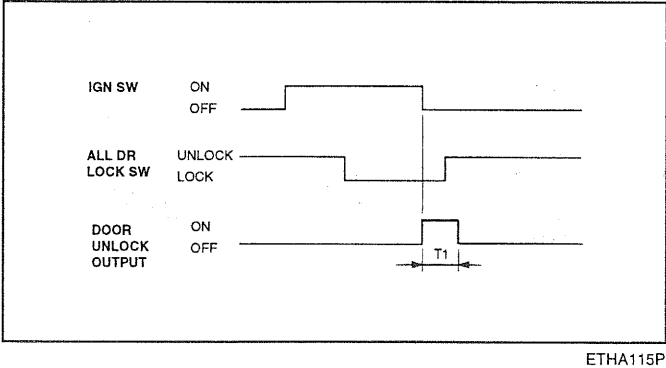 IGN SW
ON
OFF
ALL DR
LOCK SW
UNLOCK
LOCK
DOOR
UNLOCK
OUTPUT
ON
OFF
T1
ETHA115P